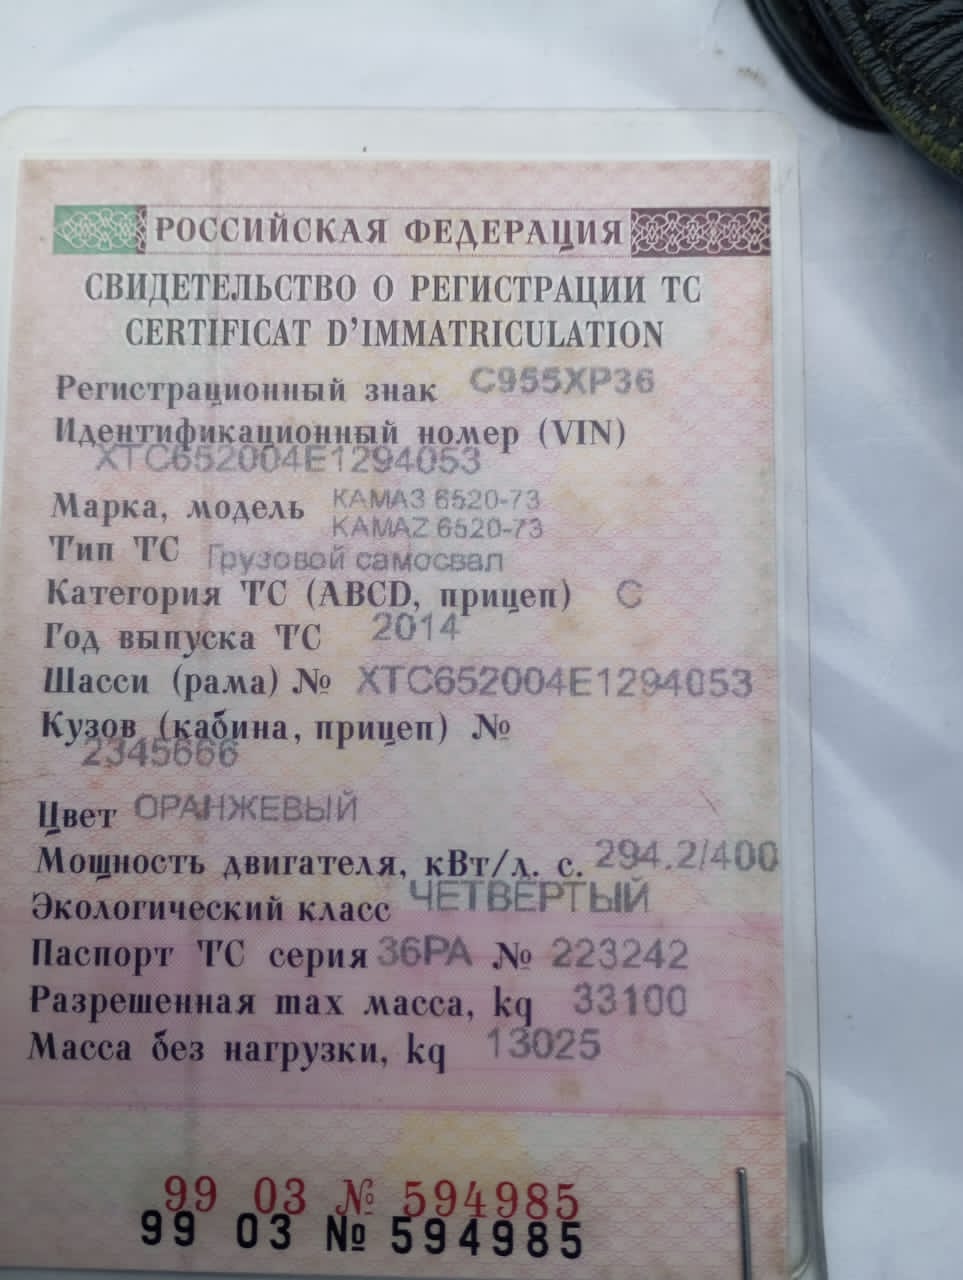 РОССИЙСКАЯ ФЕДЕРАЦИЯ
СВИДЕТЕЛЬСТВО О РЕГИСТРАЦИИ ТС
CERTIFICAT D'IMMATRICULATION
Регистрационный знак С955ХР36
Идентификационный номер (VIN)
XTC652004E1294053
Марка, модель КАМАЗ 6520-73
KAMAZ 6520-73
Тип ТС Грузовой самосвал
Категория ТС (ABCD, прицеп) C
Год выпуска ТС 2014
Шасси (рама) № XTC652004E1294053
Кузов (кабина, прицеп) №
2345666
Цвет ОРАНЖЕВЫЙ
Мощность двигателя, кВт/л. с. 294.2/400
Экологический класс ЧЕТВЕРТЫЙ
Паспорт ТС серия 36РА № 223242
Разрешенная max масса, kg 33100
Масса без нагрузки, kg 13025
99 03 № 594985
99 03 № 594985